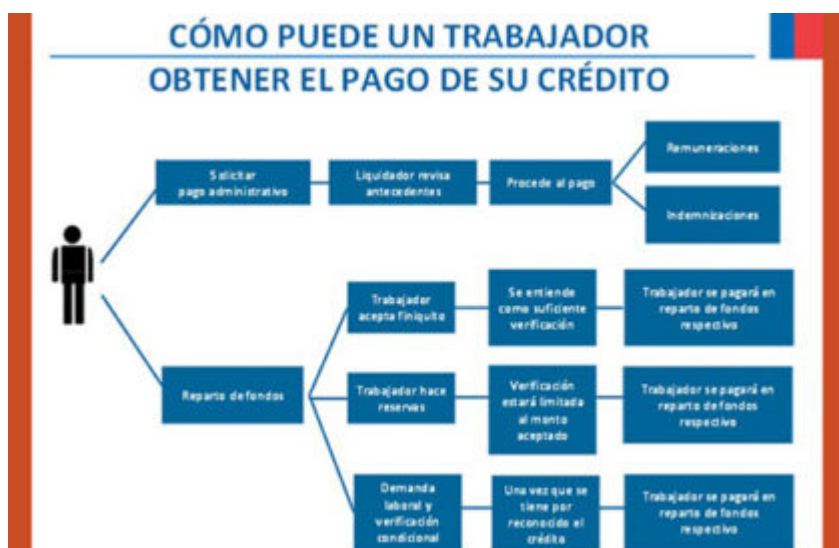 CÓMO PUEDE UN TRABAJADOR
OBTENER EL PAGO DE SU CRÉDITO
Solicitar
pago administrativo
Liquidador revisa
antecedentes
Procede al pago
Remuneraciones
Indemnizaciones
Reparto de fondos
Trabajador
acepta finiquito
Se entiende
como suficiente
verificación
Trabajador se pagará en
reparto de fondos
respectivo
Trabajador hace
reservas
Verificación
estará limitada
al monto
aceptado
Trabajador se pagará en
reparto de fondos
respectivo
Demanda
laboral y
verificación
condicional
Una vez que se
tiene por
reconocido el
crédito
Trabajador se pagará en
reparto de fondos
respectivo